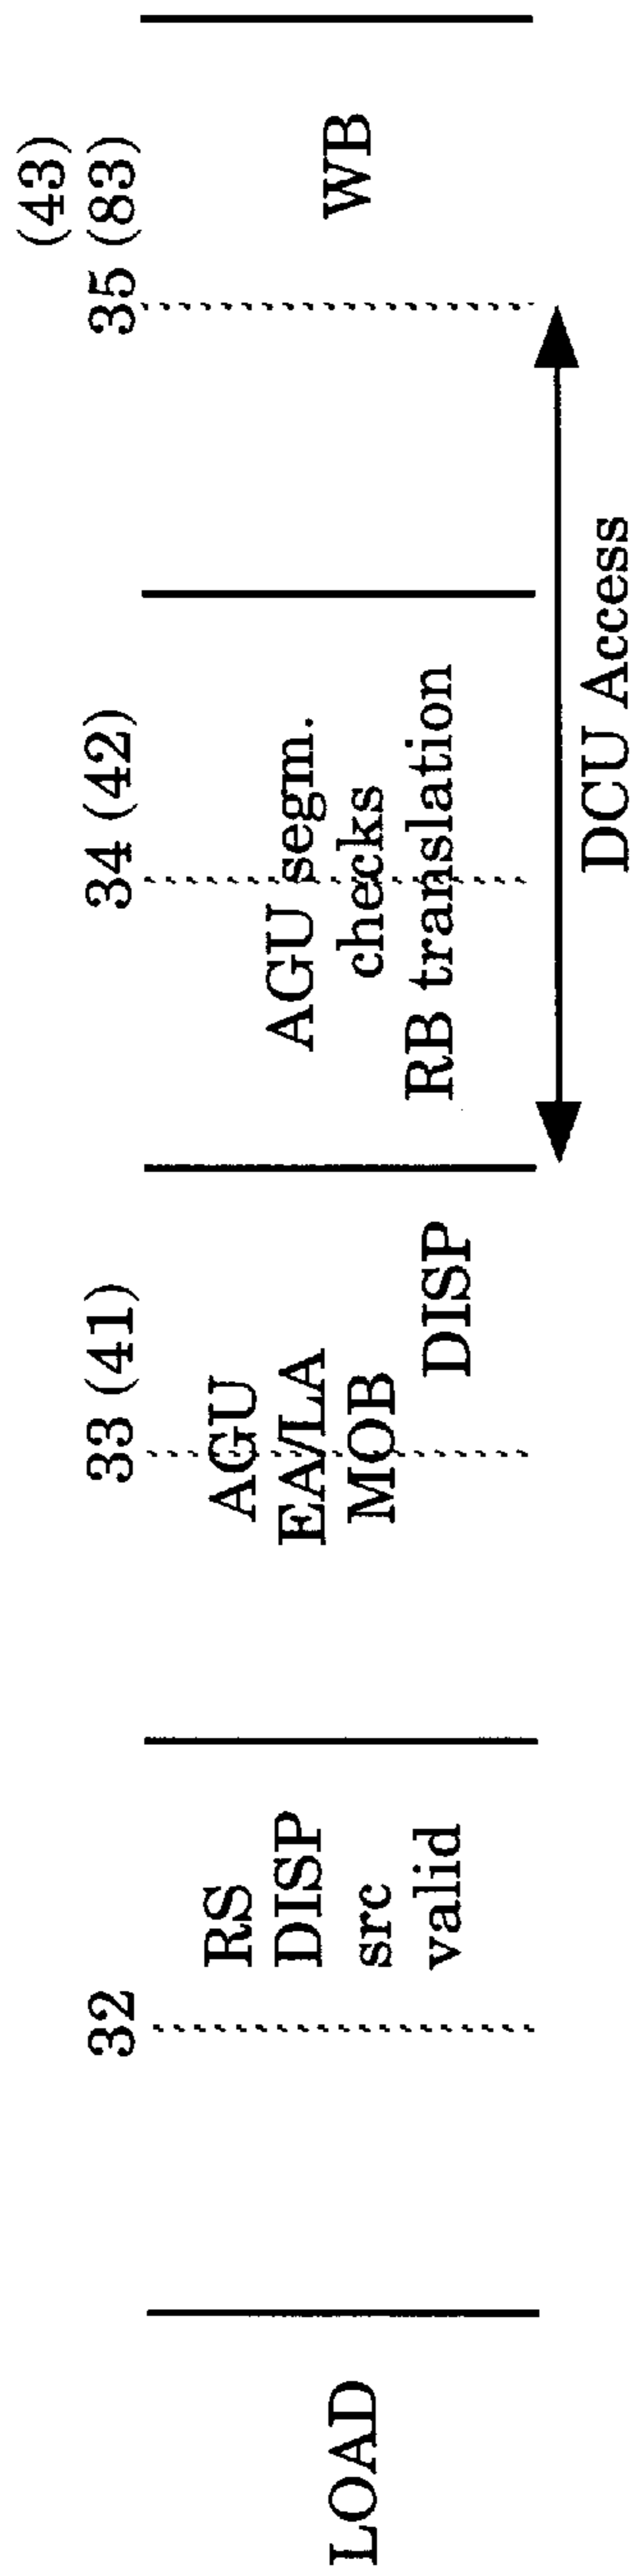 LOAD
32
RS
DISP
src
valid
33 (41)
AGU
EA/LA
MOB
DISP
34 (42)
AGU segm.
checks
RB translation
(43)
35 (83)
WB
DCU Access